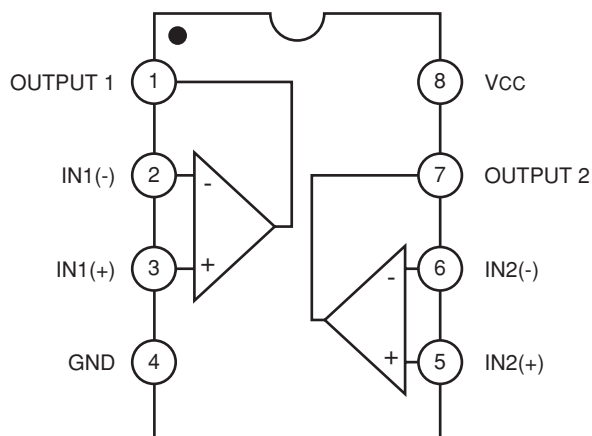 OUTPUT 1 1 8 VCC
IN1(-) 2 - 7 OUTPUT 2
IN1(+) 3 + - 6 IN2(-)
GND 4 + 5 IN2(+)